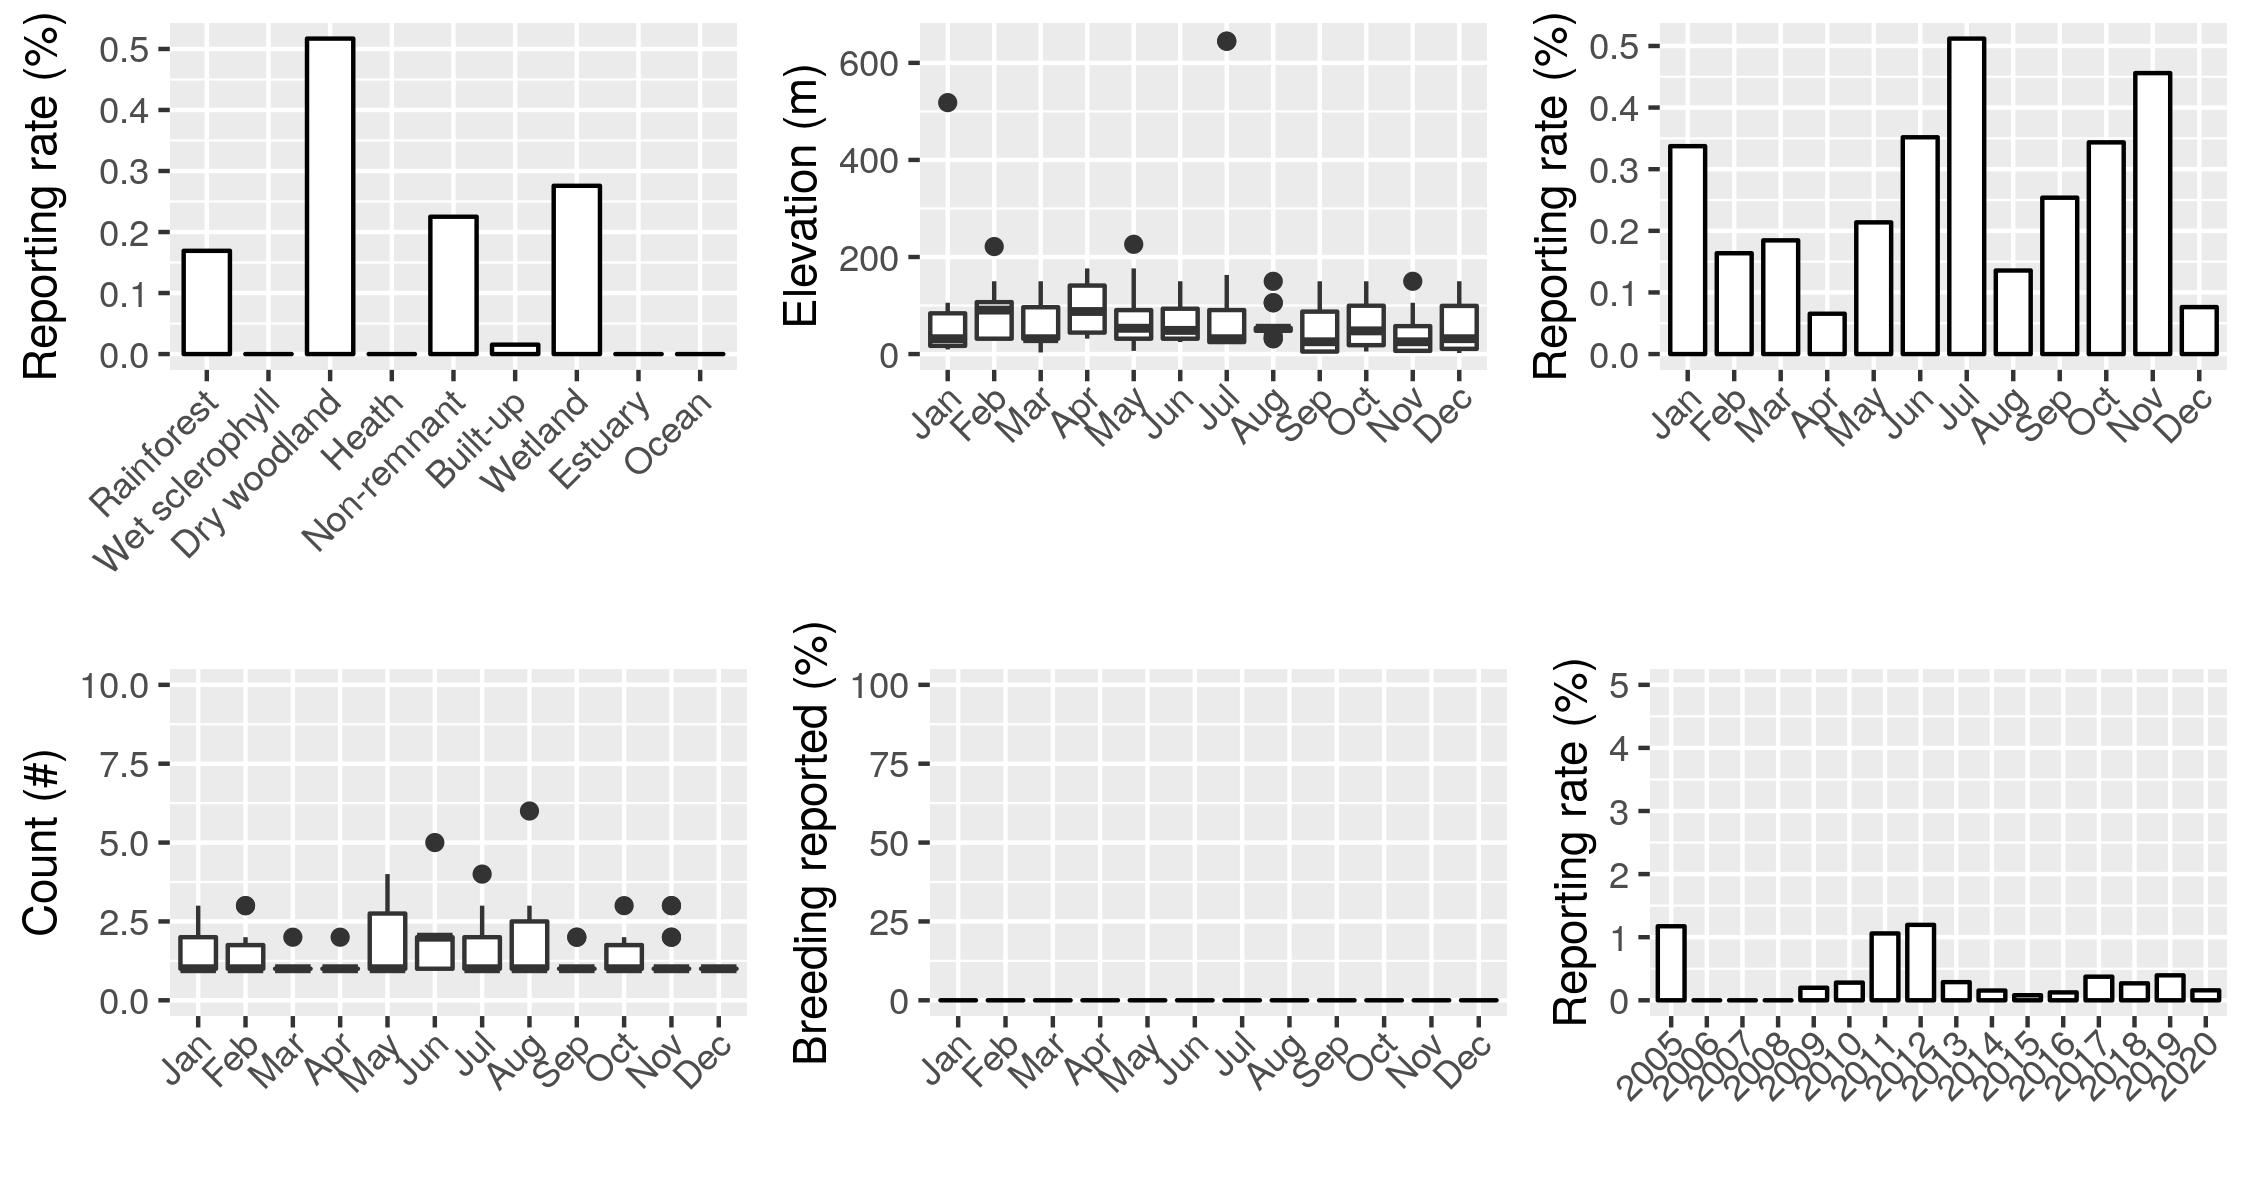 Reporting rate (%)
0.5
0.4
0.3
0.2
0.1
0.0
Rainforest
Wet sclerophyll
Dry woodland
Heath
Non-remnant
Built-up
Wetland
Estuary
Ocean
Elevation (m)
600
400
200
0
Jan
Feb
Mar
Apr
May
Jun
Jul
Aug
Sep
Oct
Nov
Dec
Reporting rate (%)
0.5
0.4
0.3
0.2
0.1
0.0
Jan
Feb
Mar
Apr
May
Jun
Jul
Aug
Sep
Oct
Nov
Dec
Count (#)
10.0
7.5
5.0
2.5
0.0
Jan
Feb
Mar
Apr
May
Jun
Jul
Aug
Sep
Oct
Nov
Dec
Breeding reported (%)
100
75
50
25
0
Jan
Feb
Mar
Apr
May
Jun
Jul
Aug
Sep
Oct
Nov
Dec
Reporting rate (%)
5
4
3
2
1
0
2005
2006
2007
2008
2009
2010
2011
2012
2013
2014
2015
2016
2017
2018
2019
2020